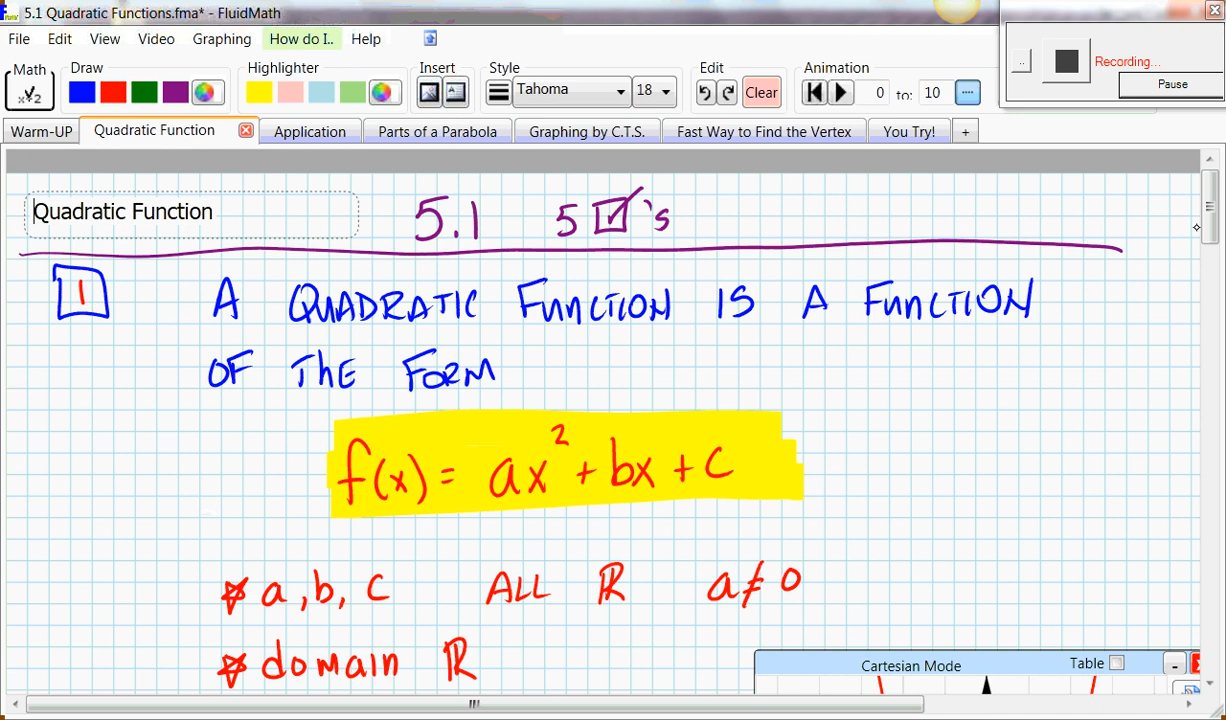 5.1 Quadratic Functions.fma* - FluidMath
File Edit View Video Graphing How do I.. Help
Recording...
Pause
Math Draw Highlighter Insert Style Edit Animation
Tahoma 18 Clear 0 to: 10
Warm-UP Quadratic Function Application Parts of a Parabola Graphing by C.T.S. Fast Way to Find the Vertex You Try! +
Quadratic Function 5.1 5 ☑'s
1 A QUADRATIC FUNCTION IS A FUNCTION
OF THE FORM
f(x) = ax² + bx + c
☆ a, b, c ALL ℝ a ≠ 0
☆ domain ℝ
Cartesian Mode Table